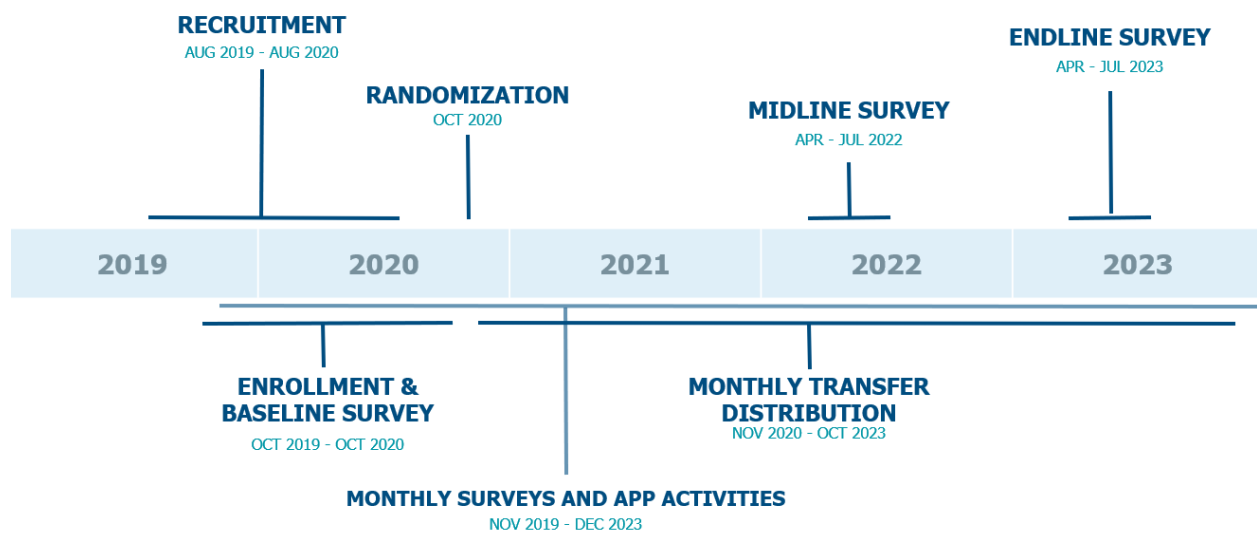 RECRUITMENT
AUG 2019 - AUG 2020
RANDOMIZATION
OCT 2020
MIDLINE SURVEY
APR - JUL 2022
ENDLINE SURVEY
APR - JUL 2023
2019
2020
2021
2022
2023
ENROLLMENT &
BASELINE SURVEY
OCT 2019 - OCT 2020
MONTHLY TRANSFER
DISTRIBUTION
NOV 2020 - OCT 2023
MONTHLY SURVEYS AND APP ACTIVITIES
NOV 2019 - DEC 2023